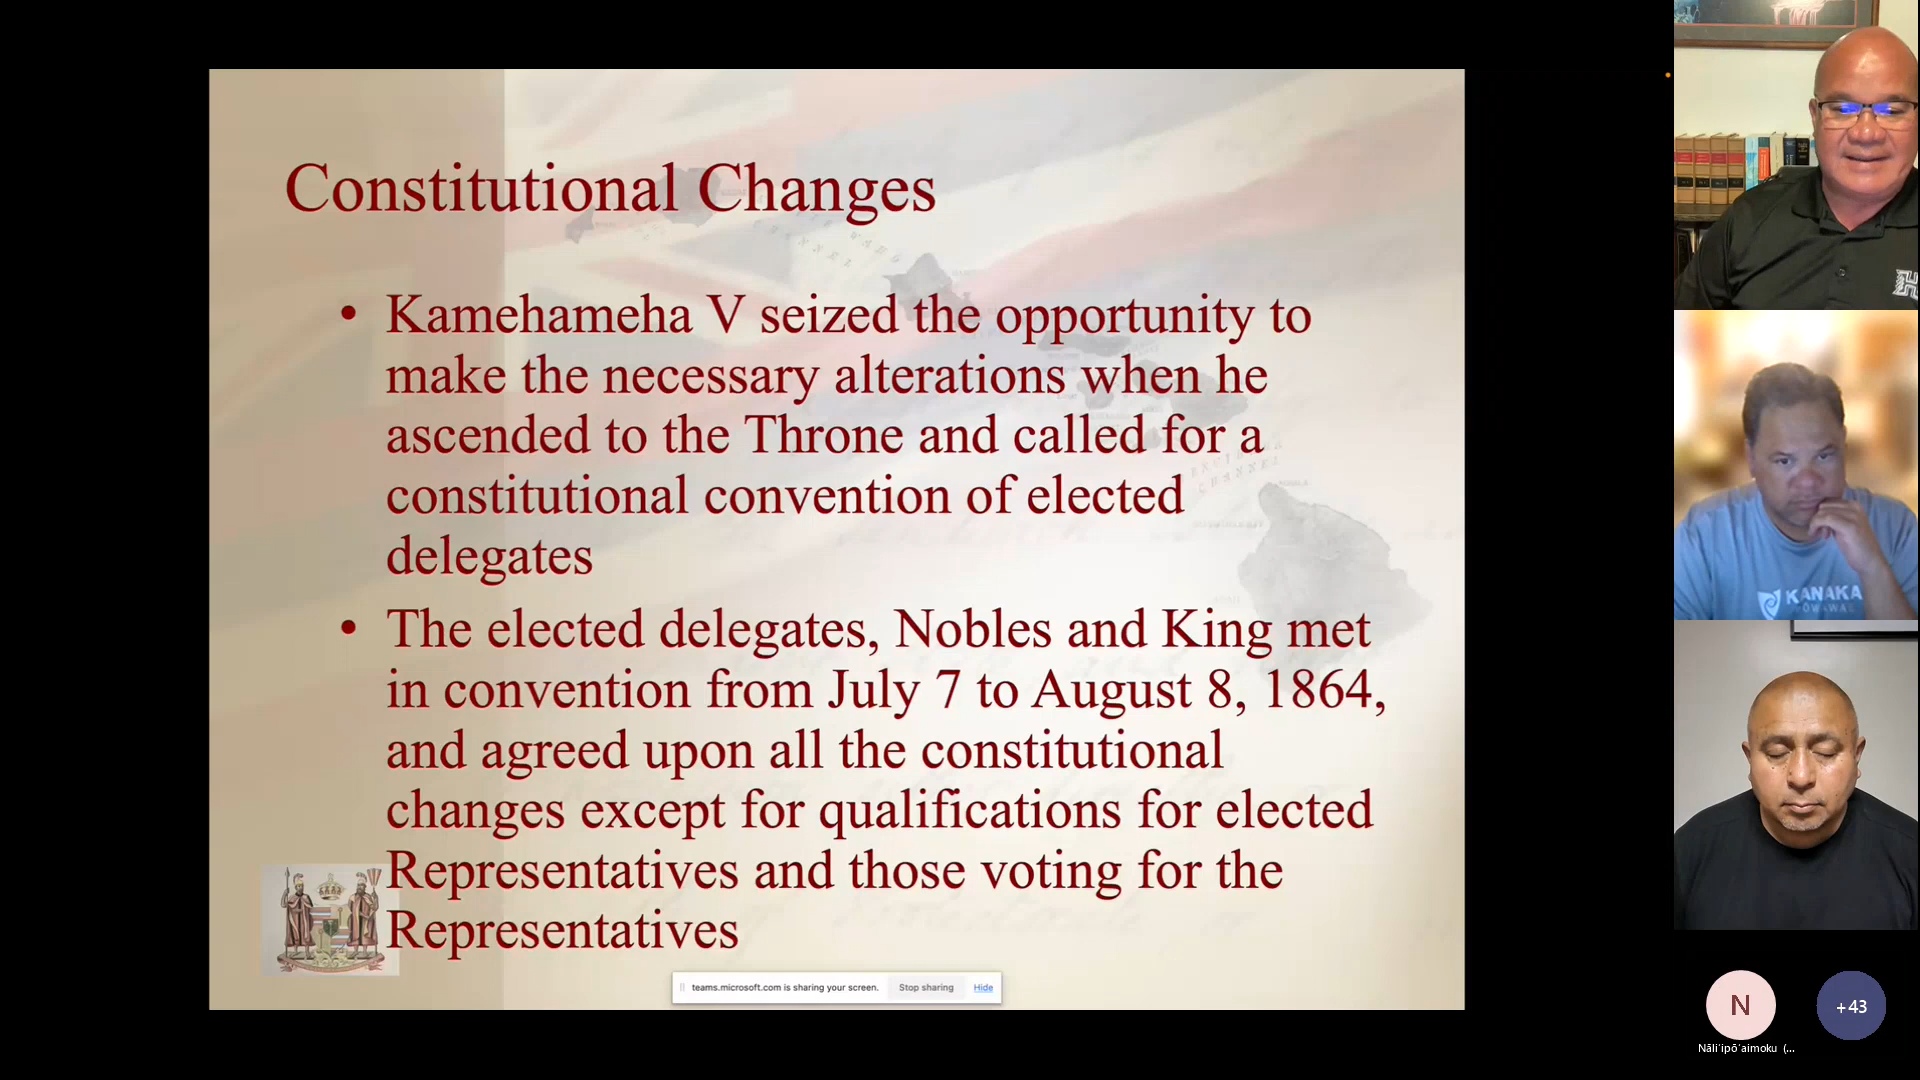 Constitutional Changes
• Kamehameha V seized the opportunity to
make the necessary alterations when he
ascended to the Throne and called for a
constitutional convention of elected
delegates
• The elected delegates, Nobles and King met
in convention from July 7 to August 8, 1864,
and agreed upon all the constitutional
changes except for qualifications for elected
Representatives and those voting for the
Representatives
teams.microsoft.com is sharing your screen. Stop sharing Hide
KANAKA
N
+43
Nāliʻipōʻaimoku (...